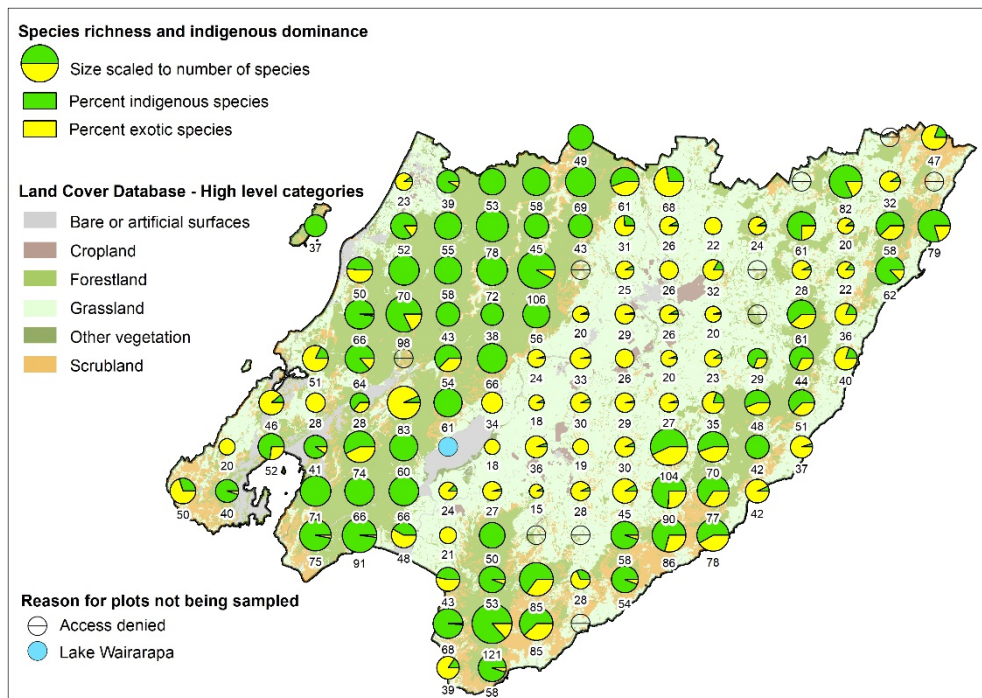 Species richness and indigenous dominance
Size scaled to number of species
Percent indigenous species
Percent exotic species
Land Cover Database - High level categories
Bare or artificial surfaces
Cropland
Forestland
Grassland
Other vegetation
Scrubland
Reason for plots not being sampled
Access denied
Lake Wairarapa
49 47
23 39 53 58 69 61 68 82 32
37 52 55 78 45 43 31 26 22 24 61 20 58 79
50 70 58 72 106 25 26 32 28 22 62
66 98 43 38 56 20 29 26 20 61 36
51 64 54 66 24 33 26 20 23 29 44 40
46 28 28 83 61 34 18 30 29 27 35 48 51
20 52 41 74 60 18 36 19 30 104 70 42 37
50 40 71 66 66 24 27 15 28 45 90 77 42
75 91 48 21 50 58 86 78
43 53 85 28 54
68 121 85
39 58